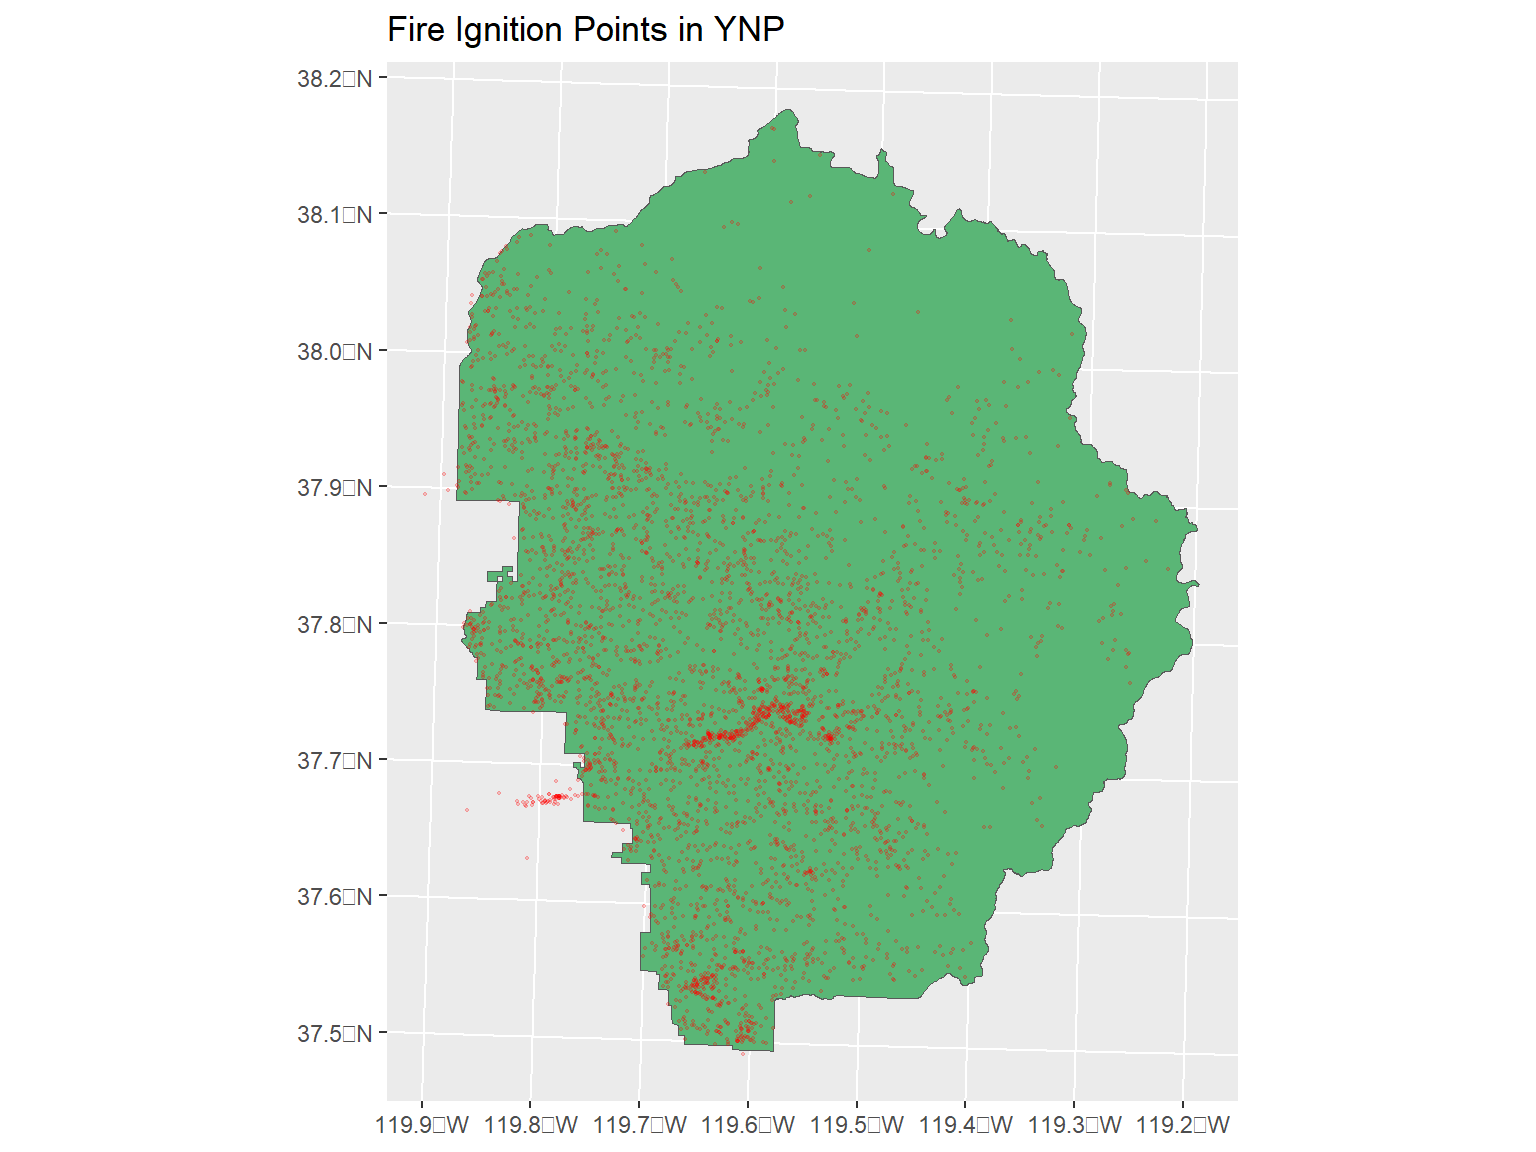 Fire Ignition Points in YNP
38.2▯N
38.1▯N
38.0▯N
37.9▯N
37.8▯N
37.7▯N
37.6▯N
37.5▯N
119.9▯W 119.8▯W 119.7▯W 119.6▯W 119.5▯W 119.4▯W 119.3▯W 119.2▯W